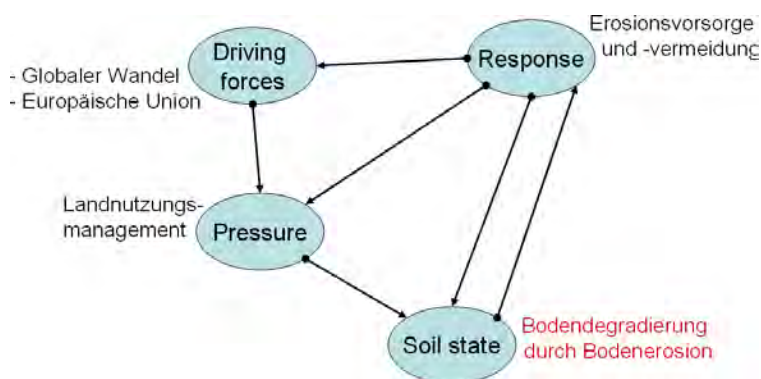 Driving
forces
Response
Erosionsvorsorge
und -vermeidung
- Globaler Wandel
- Europäische Union
Landnutzungs-
management
Pressure
Soil state
Bodendegradierung
durch Bodenerosion